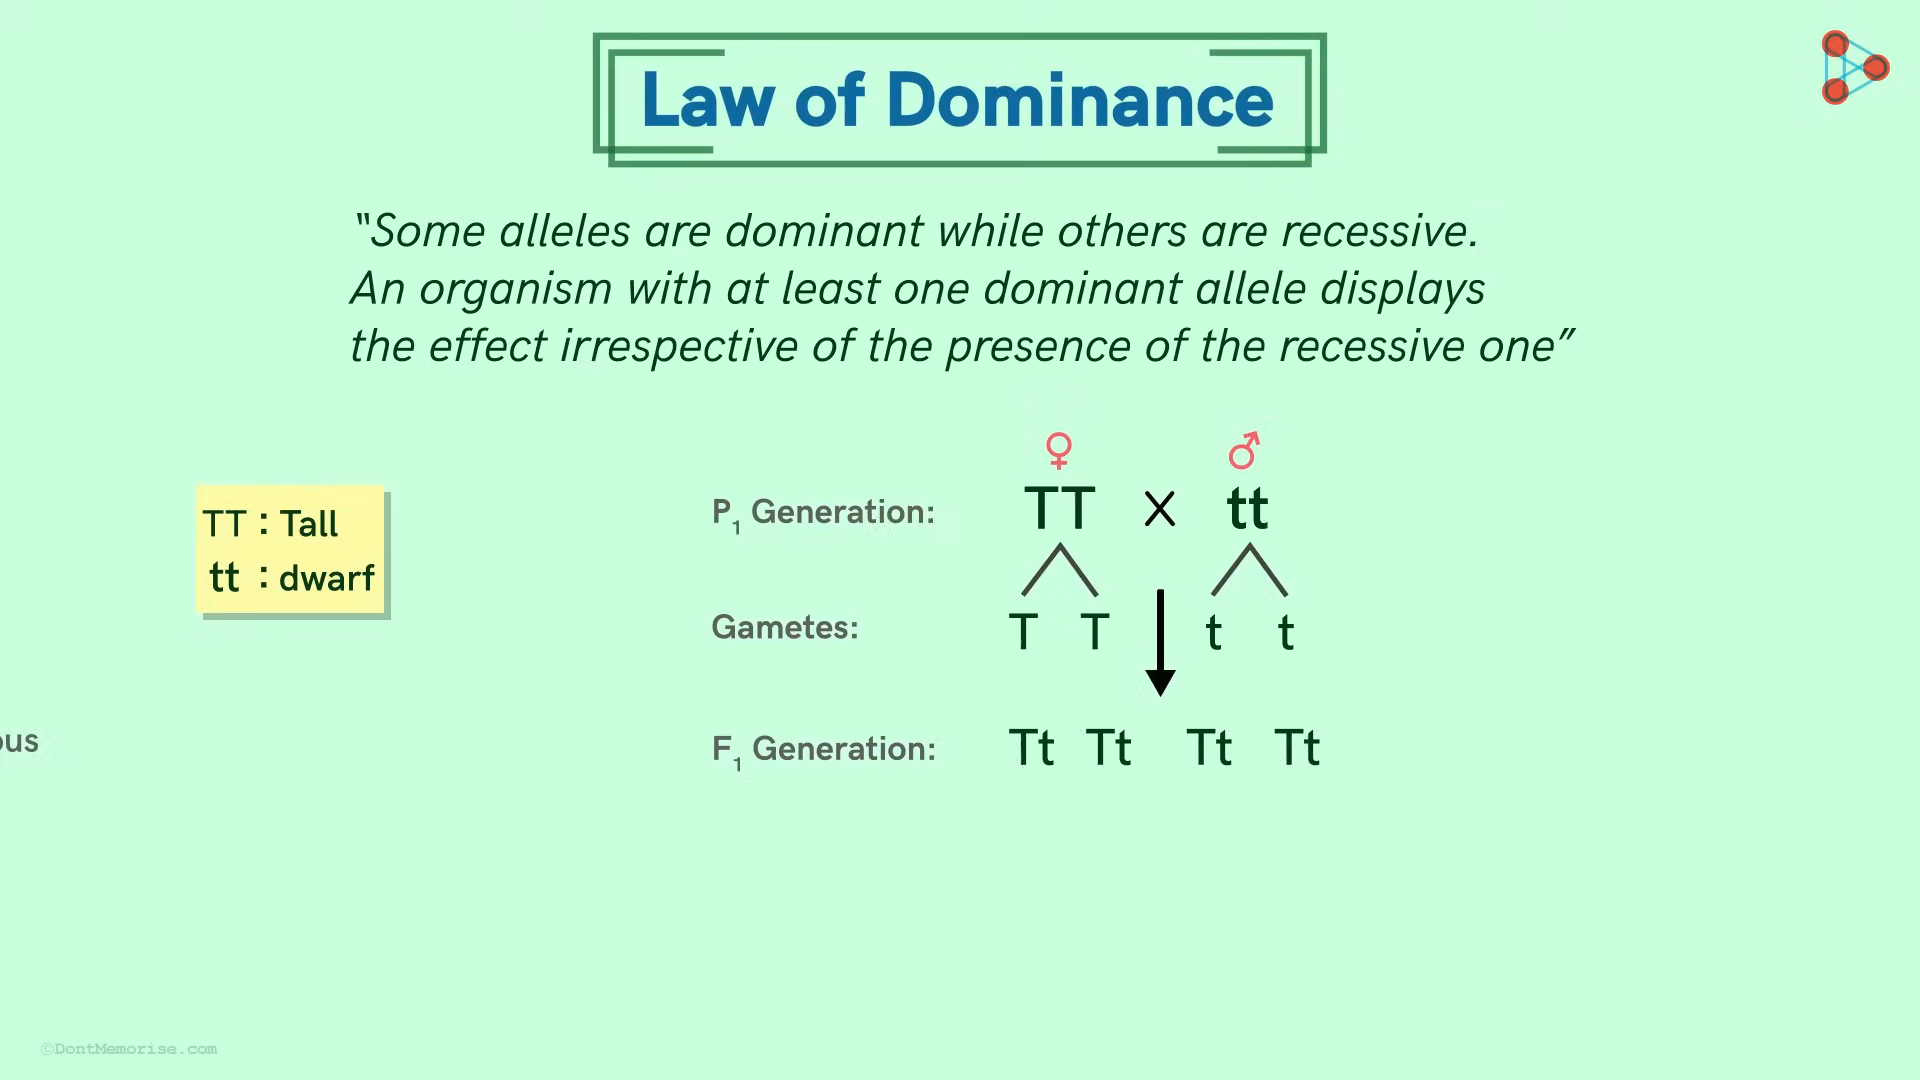 Law of Dominance
“Some alleles are dominant while others are recessive.
An organism with at least one dominant allele displays
the effect irrespective of the presence of the recessive one”
♀ ♂
TT : Tall
tt : dwarf
P₁ Generation: TT X tt
Gametes: T T t t
ous
F₁ Generation: Tt Tt Tt Tt
©DontMemorise.com